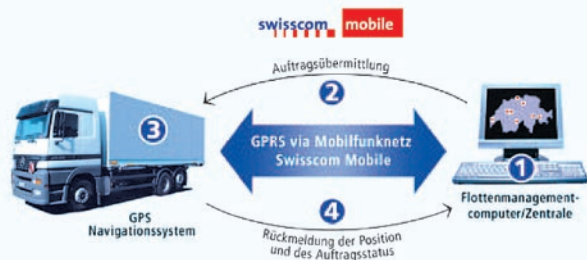 swisscom mobile
Auftragsübermittlung
2
3
GPRS via Mobilfunknetz
Swisscom Mobile
1
GPS
Navigationssystem
4
Flottenmanagement-
computer/Zentrale
Rückmeldung der Position
und des Auftragsstatus